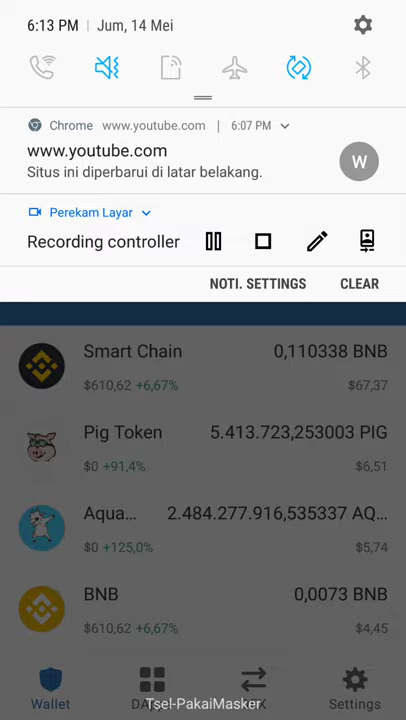 6:13 PM | Jum, 14 Mei
Chrome www.youtube.com | 6:07 PM
www.youtube.com
Situs ini diperbarui di latar belakang.
W
Perekam Layar
Recording controller
NOTI. SETTINGS CLEAR
Smart Chain 0,110338 BNB
$610,62 +6,67% $67,37
Pig Token 5.413.723,253003 PIG
$0 +91,4% $6,51
Aqua... 2.484.277.916,535337 AQ...
$0 +125,0% $5,74
BNB 0,0073 BNB
$610,62 +6,67% $4,45
Wallet Settings
Tsel-PakaiMasker